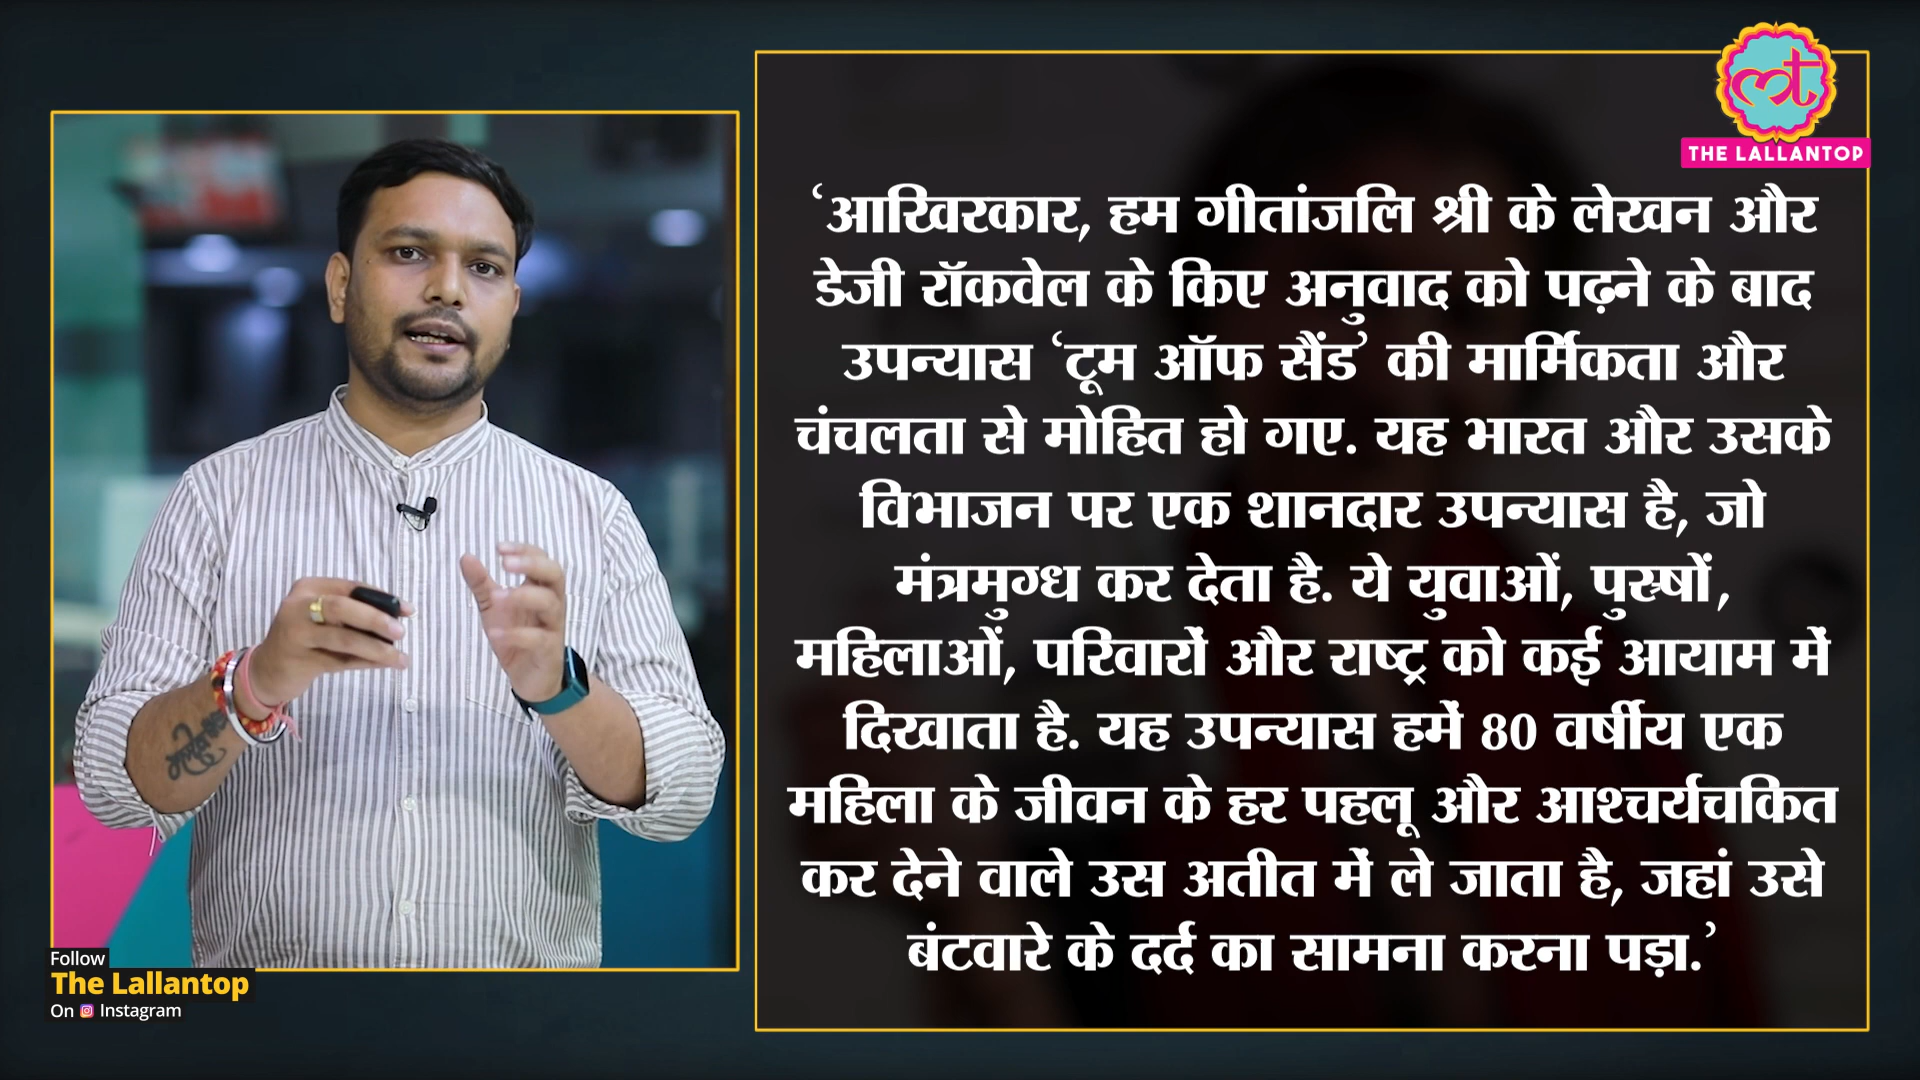 THE LALLANTOP
‘आखिरकार, हम गीतांजलि श्री के लेखन और
डेजी रॉकवेल के किए अनुवाद को पढ़ने के बाद
उपन्यास ‘टूम ऑफ सैंड’ की मार्मिकता और
चंचलता से मोहित हो गए. यह भारत और उसके
विभाजन पर एक शानदार उपन्यास है, जो
मंत्रमुग्ध कर देता है. ये युवाओं, पुरुषों,
महिलाओं, परिवारों और राष्ट्र को कई आयाम में
दिखाता है. यह उपन्यास हमें 80 वर्षीय एक
महिला के जीवन के हर पहलू और आश्चर्यचकित
कर देने वाले उस अतीत में ले जाता है, जहां उसे
बंटवारे के दर्द का सामना करना पड़ा.’
Follow
The Lallantop
On Instagram